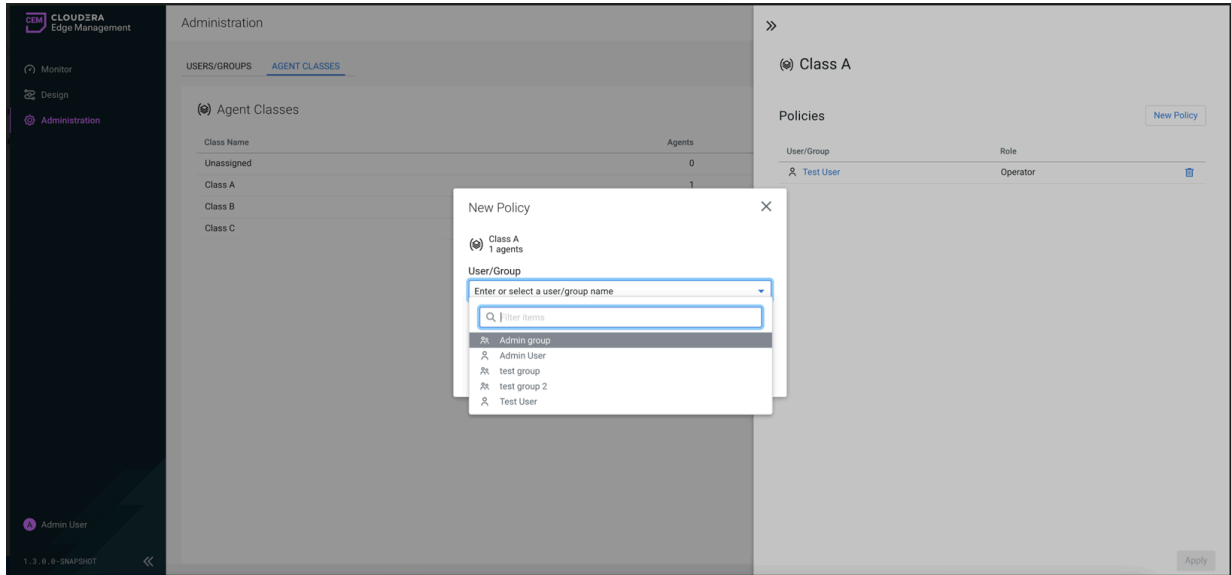 CEM CLOUDERA
Edge Management
Monitor
Design
Administration
Admin User
1.3.0.0-SNAPSHOT
Administration
USERS/GROUPS AGENT CLASSES
Agent Classes
Class Name Agents
Unassigned 0
Class A 1
Class B
Class C
Class A
Policies New Policy
User/Group Role
Test User Operator
Apply
New Policy
Class A
1 agents
User/Group
Enter or select a user/group name
Filter items
Admin group
Admin User
test group
test group 2
Test User